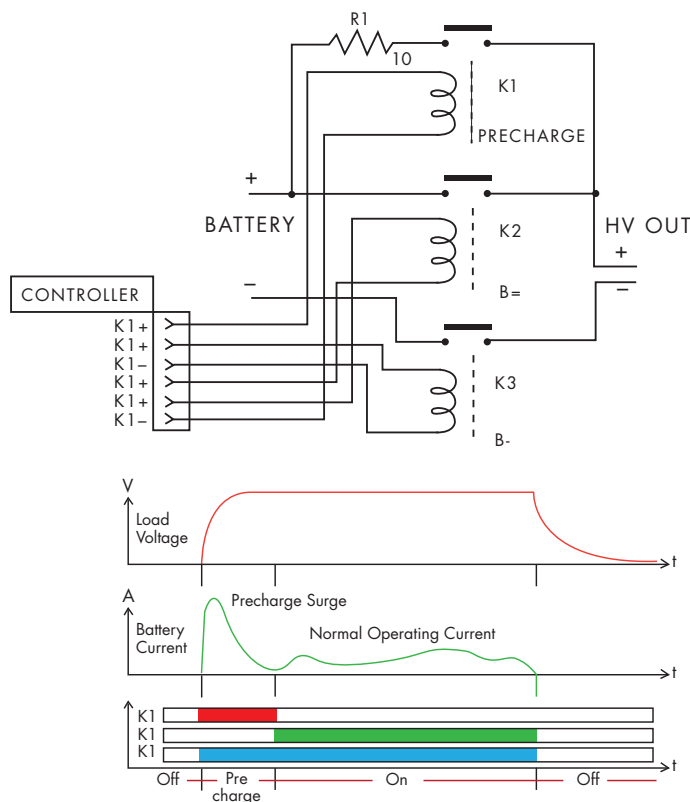 R1
10
K1
PRECHARGE
+
BATTERY
K2
HV OUT
+
–
–
B=
CONTROLLER
K1+
K1+
K1–
K1+
K1+
K1–
K3
B-
V
Load
Voltage
t
A
Precharge Surge
Battery
Current
Normal Operating Current
t
K1
K1
K1
t
Off
Pre
charge
On
Off